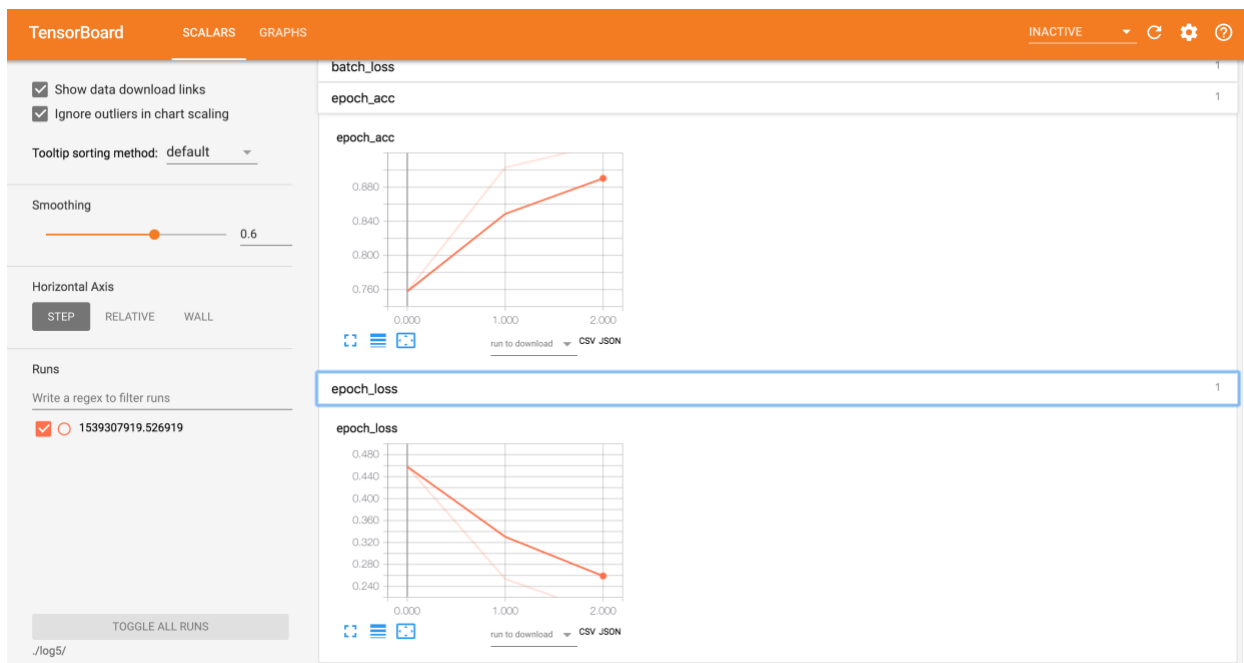 TensorBoard SCALARS GRAPHS INACTIVE
Show data download links
Ignore outliers in chart scaling
Tooltip sorting method: default
Smoothing
0.6
Horizontal Axis
STEP RELATIVE WALL
Runs
Write a regex to filter runs
1539307919.526919
TOGGLE ALL RUNS
./log5/
batch_loss 1
epoch_acc 1
epoch_acc
0.880
0.840
0.800
0.760
0.000 1.000 2.000
run to download CSV JSON
epoch_loss 1
epoch_loss
0.480
0.440
0.400
0.360
0.320
0.280
0.240
0.000 1.000 2.000
run to download CSV JSON